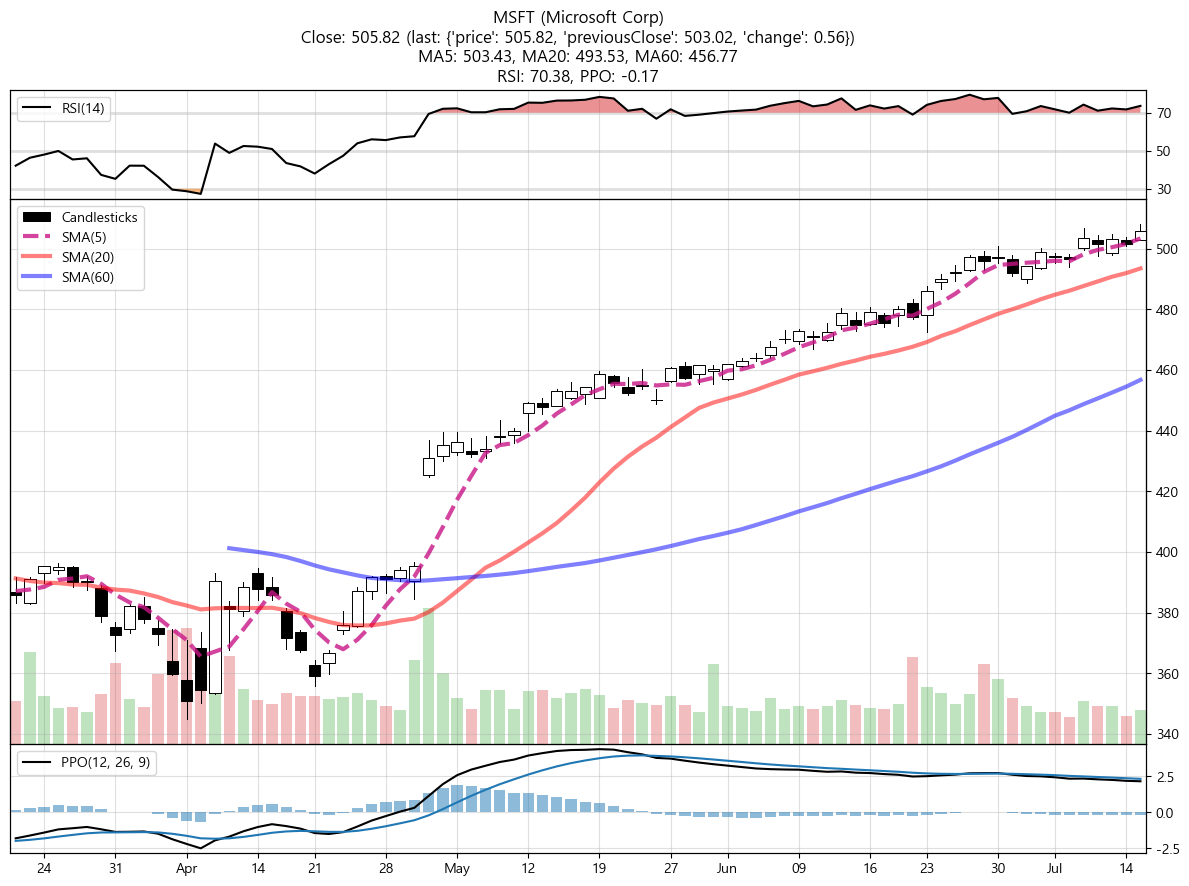 MSFT (Microsoft Corp)
Close: 505.82 (last: {'price': 505.82, 'previousClose': 503.02, 'change': 0.56})
MA5: 503.43, MA20: 493.53, MA60: 456.77
RSI: 70.38, PPO: -0.17
RSI(14)
70
50
30
Candlesticks
SMA(5)
SMA(20)
SMA(60)
500
480
460
440
420
400
380
360
340
PPO(12, 26, 9)
2.5
0.0
−2.5
24 31 Apr 14 21 28 May 12 19 27 Jun 09 16 23 30 Jul 14